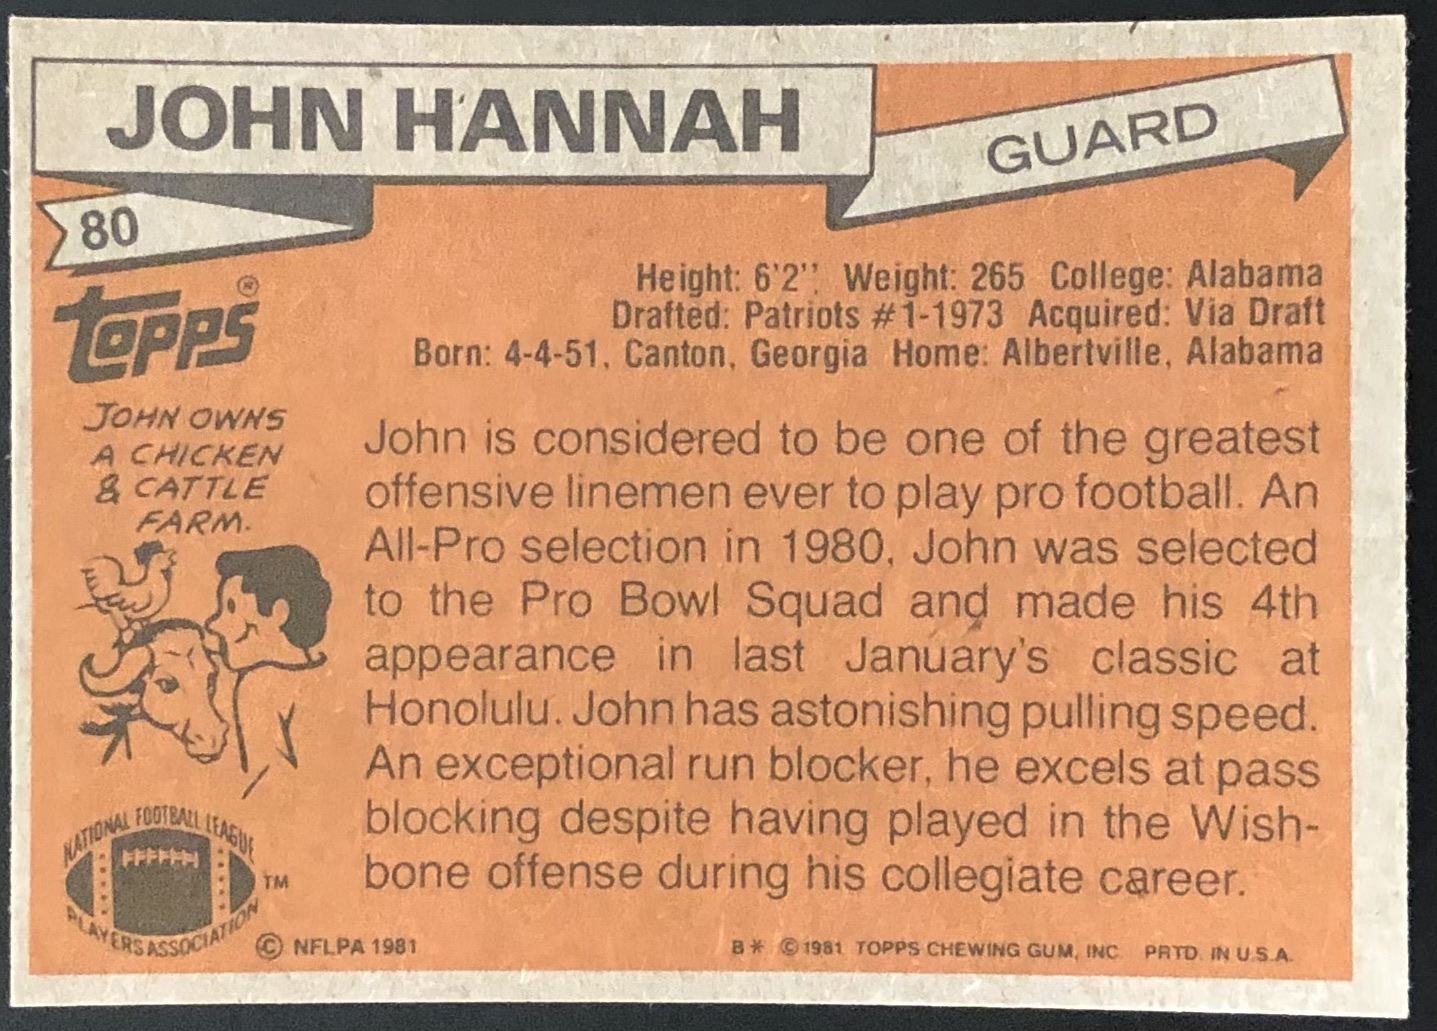 JOHN HANNAH
GUARD
80
topps®
Height: 6'2'' Weight: 265 College: Alabama
Drafted: Patriots #1-1973 Acquired: Via Draft
Born: 4-4-51, Canton, Georgia Home: Albertville, Alabama
JOHN OWNS
A CHICKEN
& CATTLE
FARM.
John is considered to be one of the greatest
offensive linemen ever to play pro football. An
All-Pro selection in 1980, John was selected
to the Pro Bowl Squad and made his 4th
appearance in last January's classic at
Honolulu. John has astonishing pulling speed.
An exceptional run blocker, he excels at pass
blocking despite having played in the Wish-
bone offense during his collegiate career.
NATIONAL FOOTBALL LEAGUE
PLAYERS ASSOCIATION
TM
© NFLPA 1981
B* © 1981 TOPPS CHEWING GUM, INC. PRTD. IN U.S.A.